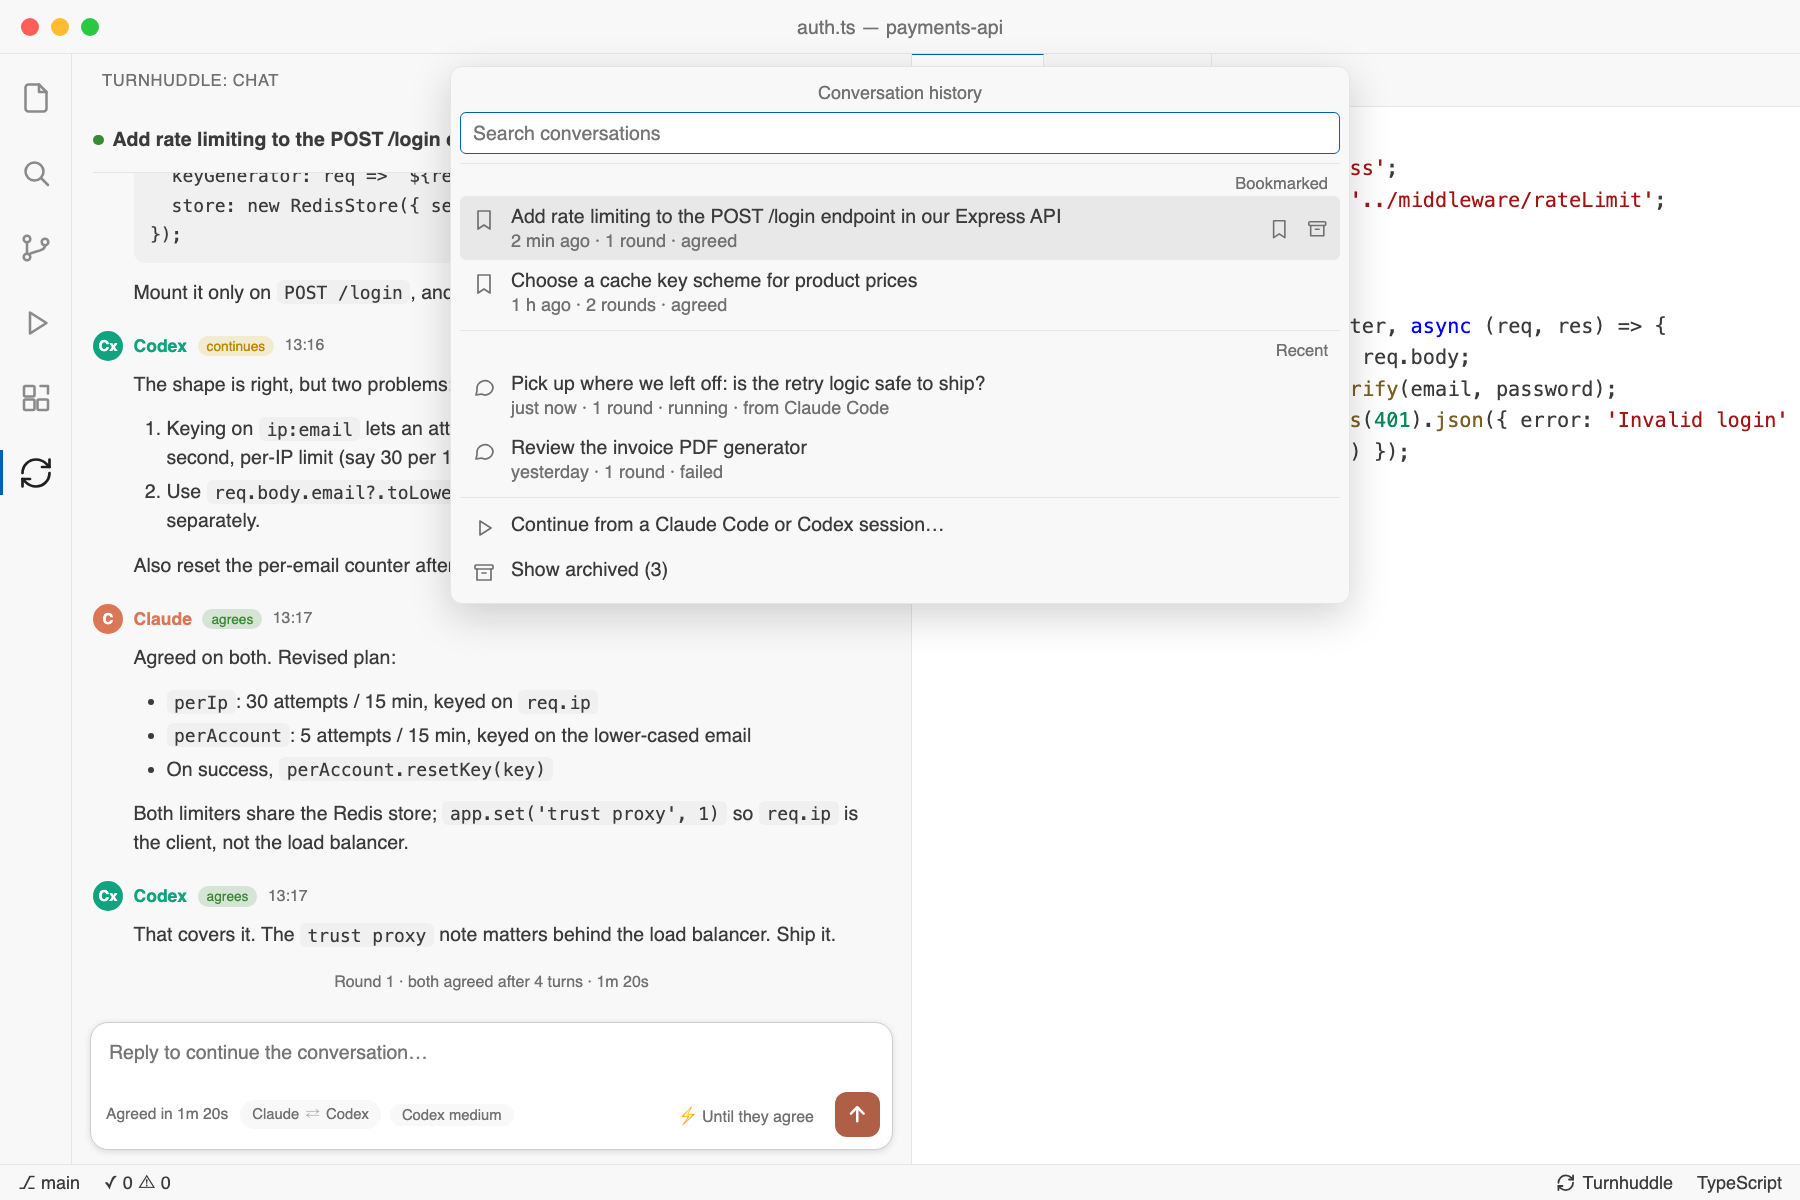 auth.ts — payments-api
TURNHUDDLE: CHAT
Add rate limiting to the POST /login
keyGenerator: req => `${re
store: new RedisStore({ se
});
Mount it only on POST /login, and
Cx Codex continues 13:16
The shape is right, but two problems
1. Keying on ip:email lets an att
second, per-IP limit (say 30 per 1
2. Use req.body.email?.toLowe
separately.
Also reset the per-email counter after
C Claude agrees 13:17
Agreed on both. Revised plan:
• perIp: 30 attempts / 15 min, keyed on req.ip
• perAccount: 5 attempts / 15 min, keyed on the lower-cased email
• On success, perAccount.resetKey(key)
Both limiters share the Redis store; app.set('trust proxy', 1) so req.ip is
the client, not the load balancer.
Cx Codex agrees 13:17
That covers it. The trust proxy note matters behind the load balancer. Ship it.
Round 1 · both agreed after 4 turns · 1m 20s
Reply to continue the conversation…
Agreed in 1m 20s Claude ⇄ Codex Codex medium ⚡ Until they agree
Conversation history
Search conversations
Bookmarked
Add rate limiting to the POST /login endpoint in our Express API
2 min ago · 1 round · agreed
Choose a cache key scheme for product prices
1 h ago · 2 rounds · agreed
Recent
Pick up where we left off: is the retry logic safe to ship?
just now · 1 round · running · from Claude Code
Review the invoice PDF generator
yesterday · 1 round · failed
Continue from a Claude Code or Codex session…
Show archived (3)
ss';
'../middleware/rateLimit';
ter, async (req, res) => {
req.body;
rify(email, password);
s(401).json({ error: 'Invalid login'
) });
main ✓ 0 ⚠ 0
Turnhuddle TypeScript